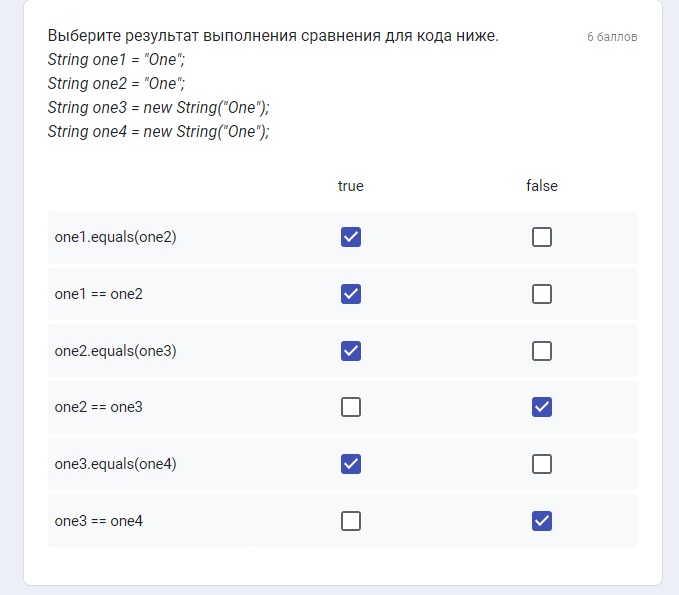 Выберите результат выполнения сравнения для кода ниже.
6 баллов
String one1 = "One";
String one2 = "One";
String one3 = new String("One");
String one4 = new String("One");
true false
one1.equals(one2)
one1 == one2
one2.equals(one3)
one2 == one3
one3.equals(one4)
one3 == one4